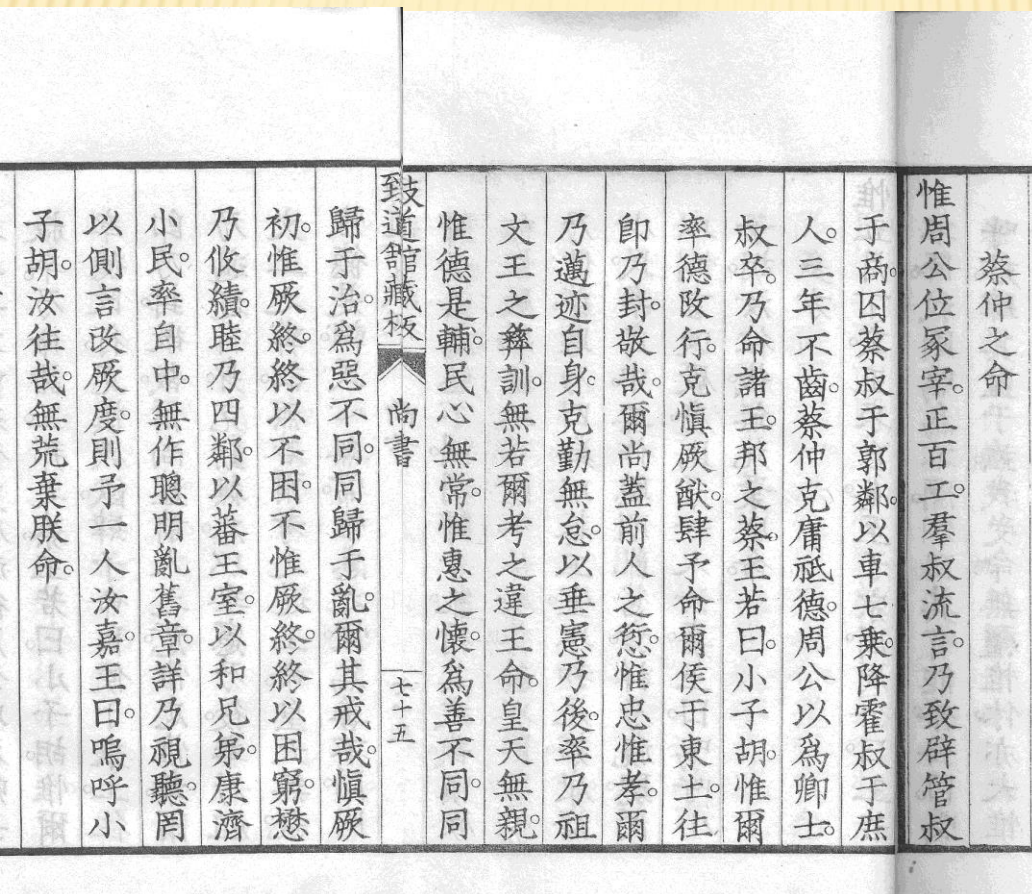 蔡仲之命
惟周公位冢宰。正百工。羣叔流言。乃致辟管叔
于商。囚蔡叔于郭鄰。以車七乗。降霍叔于庶
人。三年不齒。蔡仲克庸祗德。周公以爲卿士。
叔卒。乃命諸王。邦之蔡。王若曰。小子胡。惟爾
率德改行。克愼厥猷。肆予命爾侯于東土。往
卽乃封。敬哉。爾尚蓋前人之愆。惟忠惟孝。爾
乃邁迹自身。克勤無怠。以垂憲乃後。率乃祖
文王之彝訓。無若爾考之違王命。皇天無親。
惟德是輔。民心無常。惟惠之懷。爲善不同。同
致道館藏板 尚書 七十五
歸于治。爲惡不同。同歸于亂。爾其戒哉。愼厥
初。惟厥終。終以不困。不惟厥終。終以困窮。懋
乃攸績。睦乃四鄰。以蕃王室。以和兄弟。康濟
小民。率自中。無作聰明亂舊章。詳乃視聽。罔
以側言改厥度。則予一人汝嘉。王曰。嗚呼小
子胡。汝往哉。無荒棄朕命。